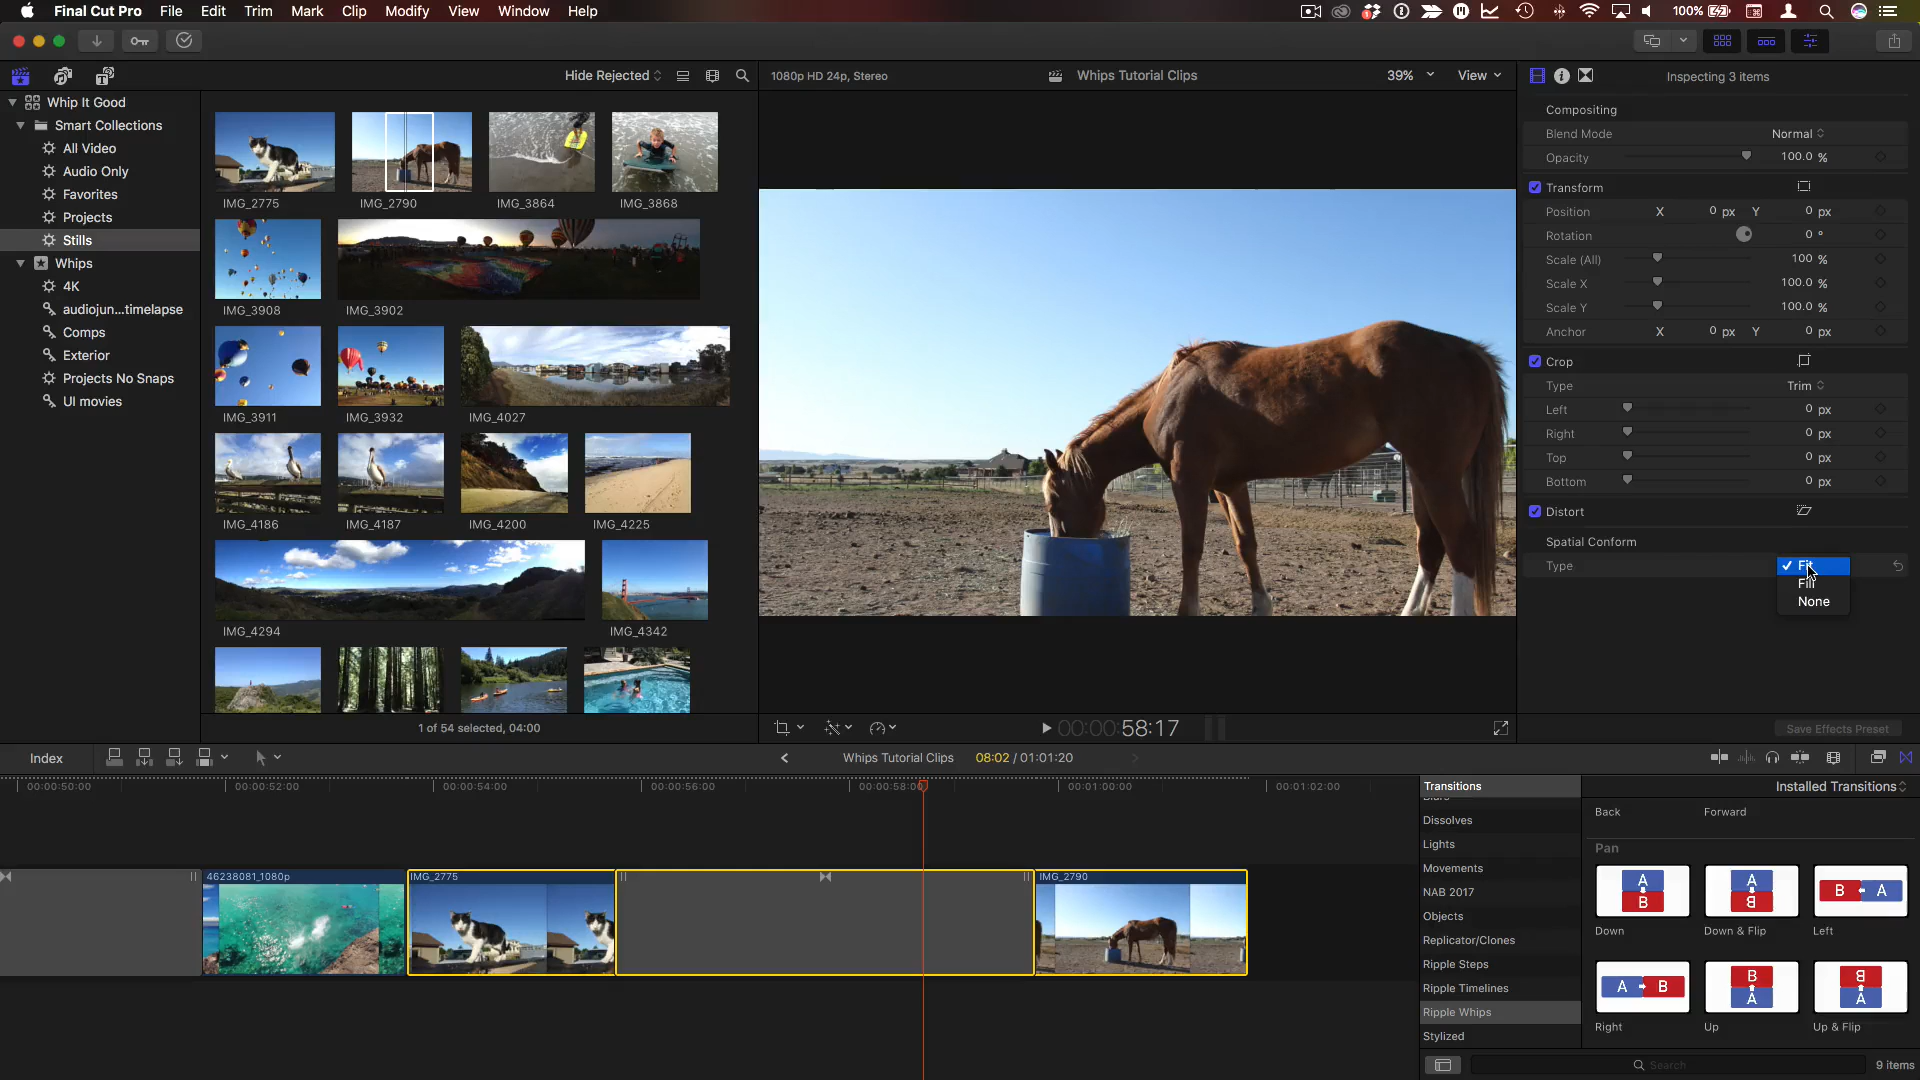 Final Cut Pro File Edit Trim Mark Clip Modify View Window Help 100%
Hide Rejected 1080p HD 24p, Stereo Whips Tutorial Clips 39% View Inspecting 3 items
Whip It Good
Smart Collections
All Video
Audio Only
Favorites
Projects
Stills
Whips
4K
audiojun...timelapse
Comps
Exterior
Projects No Snaps
UI movies
IMG_2775 IMG_2790 IMG_3864 IMG_3868
IMG_3908 IMG_3902
IMG_3911 IMG_3932 IMG_4027
IMG_4186 IMG_4187 IMG_4200 IMG_4225
IMG_4294 IMG_4342
1 of 54 selected, 04:00
00:00:00:58:17
Compositing
Blend Mode Normal
Opacity 100.0 %
Transform
Position X 0 px Y 0 px
Rotation 0 °
Scale (All) 100 %
Scale X 100.0 %
Scale Y 100.0 %
Anchor X 0 px Y 0 px
Crop
Type Trim
Left 0 px
Right 0 px
Top 0 px
Bottom 0 px
Distort
Spatial Conform
Type Fit
Fill
None
Save Effects Preset
Index Whips Tutorial Clips 08:02 / 01:01:20
00:00:50:00 00:00:52:00 00:00:54:00 00:00:56:00 00:00:58:00 00:01:00:00 00:01:02:00
46238081_1080p IMG_2775 IMG_2790
Transitions Installed Transitions
Dissolves
Lights
Movements
NAB 2017
Objects
Replicator/Clones
Ripple Steps
Ripple Timelines
Ripple Whips
Stylized
Back Forward
Pan
A B A B B A
Down Down & Flip Left
A B B A B A
Right Up Up & Flip
Search 9 items